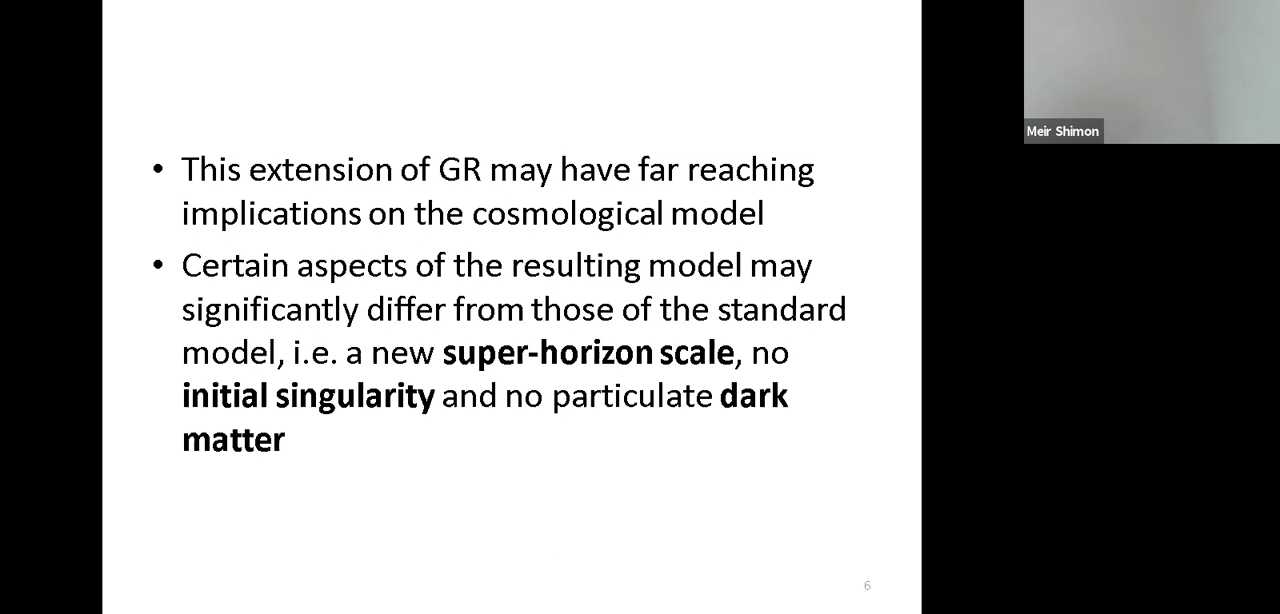 • This extension of GR may have far reaching
implications on the cosmological model
• Certain aspects of the resulting model may
significantly differ from those of the standard
model, i.e. a new super-horizon scale, no
initial singularity and no particulate dark
matter
6
Meir Shimon